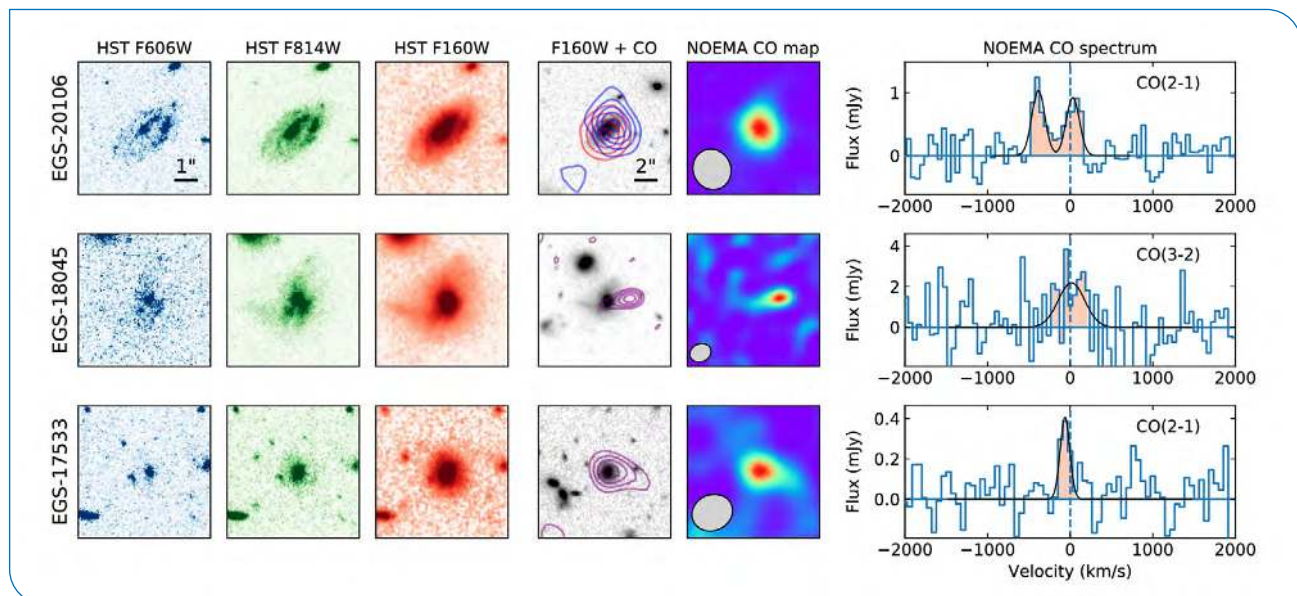 HST F606W HST F814W HST F160W F160W + CO NOEMA CO map NOEMA CO spectrum
EGS-20106
1"
2"
CO(2-1)
Flux (mJy)
1
0
−2000 −1000 0 1000 2000
EGS-18045
CO(3-2)
Flux (mJy)
4
2
0
−2000 −1000 0 1000 2000
EGS-17533
CO(2-1)
Flux (mJy)
0.4
0.2
0.0
−2000 −1000 0 1000 2000
Velocity (km/s)